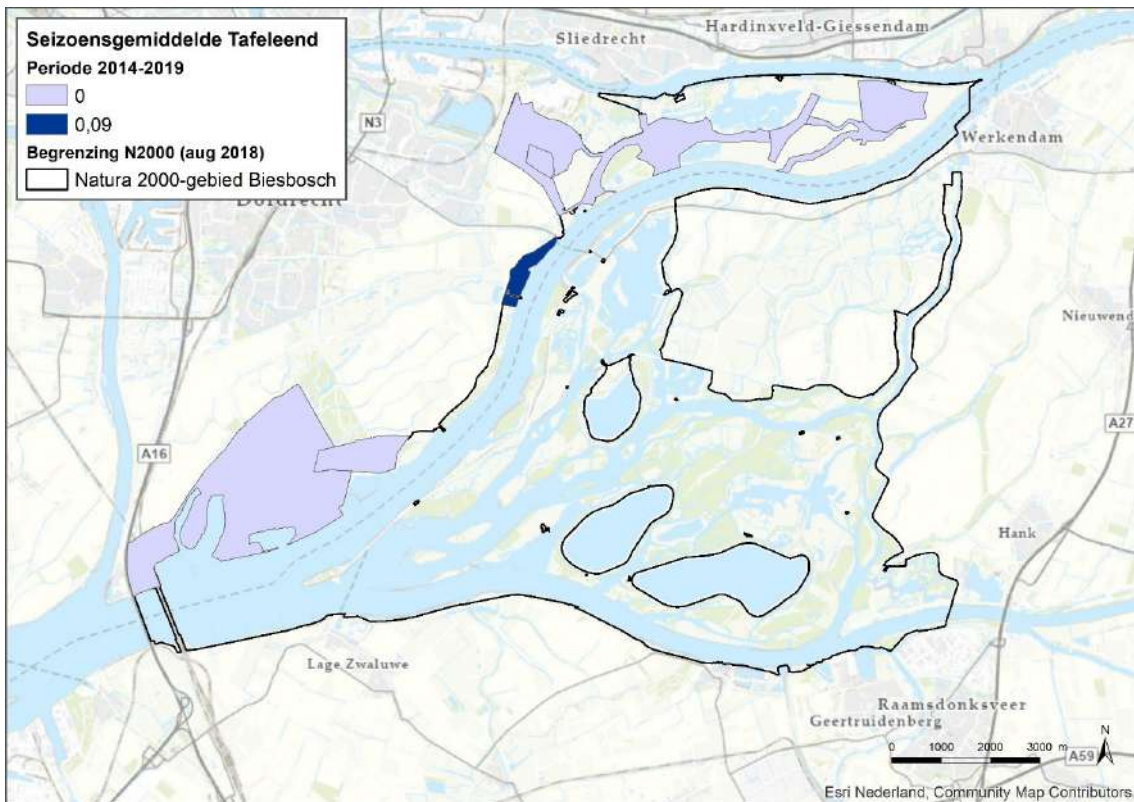 Seizoensgemiddelde Tafeleend
Periode 2014-2019
0
0,09
Begrenzing N2000 (aug 2018)
Natura 2000-gebied Biesbosch
Hardinxveld-Giessendam
Sliedrecht
N3
Werkendam
Dordrecht
Nieuwend
A16
A27
Hank
Lage Zwaluwe
Raamsdonksveer
Geertruidenberg
N
0 1000 2000 3000 m
A59
Esri Nederland, Community Map Contributors